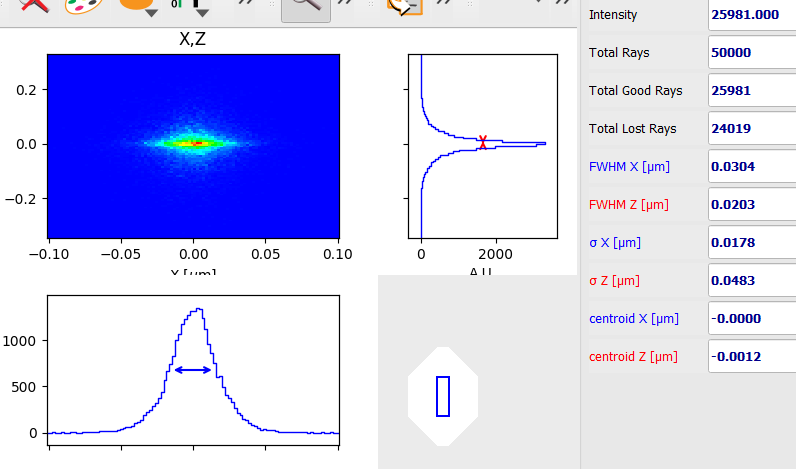 X,Z
0.2
0.0
−0.2
−0.10 −0.05 0.00 0.05 0.10
0 2000
1000
500
0
Intensity 25981.000
Total Rays 50000
Total Good Rays 25981
Total Lost Rays 24019
FWHM X [µm] 0.0304
FWHM Z [µm] 0.0203
σ X [µm] 0.0178
σ Z [µm] 0.0483
centroid X [µm] -0.0000
centroid Z [µm] -0.0012